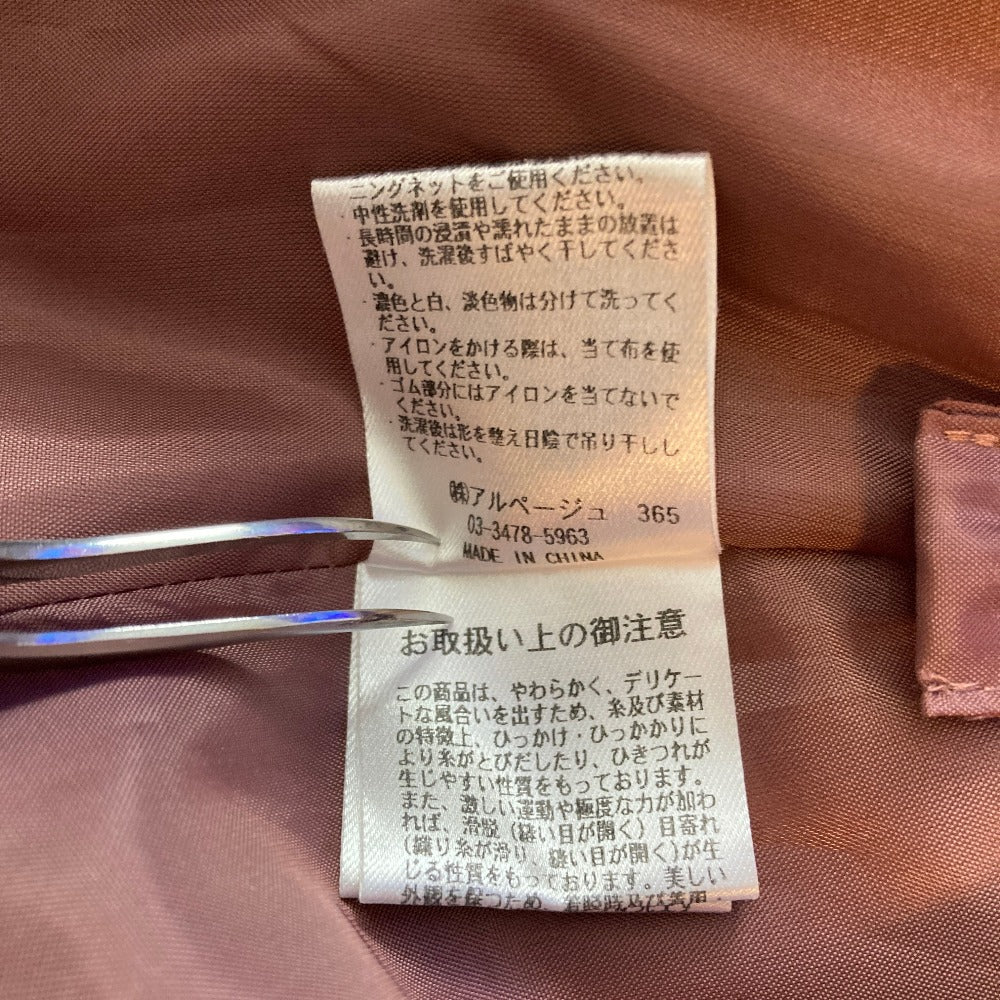 ニングネットをご使用ください。
・中性洗剤を使用してください。
・長時間の浸漬や濡れたままの放置は
避け、洗濯後すばやく干してくださ
い。
・濃色と白、淡色物は分けて洗ってく
ださい。
・アイロンをかける際は、当て布を使
用してください。
・ゴム部分にはアイロンを当てないで
ください。
・洗濯後は形を整え日陰で吊り干しし
てください。
㈱アルページュ 365
03-3478-5963
MADE IN CHINA
お取扱い上の御注意
この商品は、やわらかく、デリケー
トな風合いを出すため、糸及び素材
の特徴上、ひっかけ・ひっかかりに
より糸がとびだしたり、ひきつれが
生じやすい性質をもっております。
また、激しい運動や極度な力が加わ
れば、滑脱（縫い目が開く）目寄れ
（織り糸が滑り、縫い目が開く）が生
じる性質をもっております。美しい
外観を保つため、着脱時及び着用・